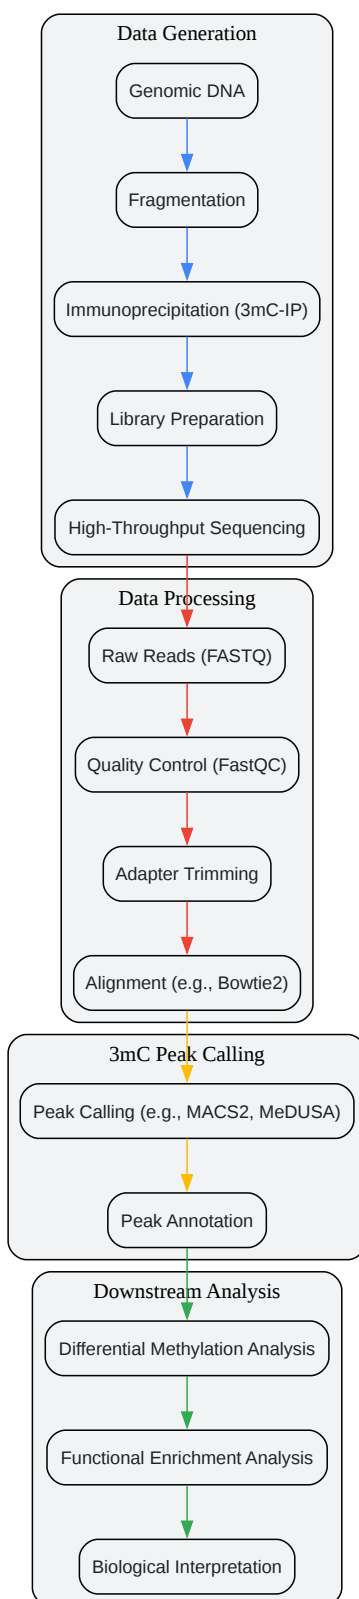 Data Generation
Genomic DNA
Fragmentation
Immunoprecipitation (3mC-IP)
Library Preparation
High-Throughput Sequencing
Data Processing
Raw Reads (FASTQ)
Quality Control (FastQC)
Adapter Trimming
Alignment (e.g., Bowtie2)
3mC Peak Calling
Peak Calling (e.g., MACS2, MeDUSA)
Peak Annotation
Downstream Analysis
Differential Methylation Analysis
Functional Enrichment Analysis
Biological Interpretation